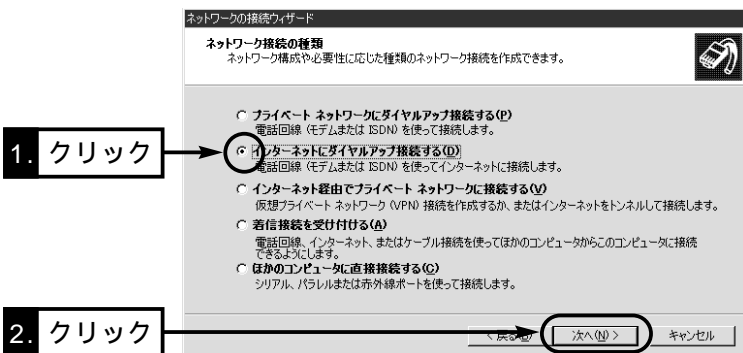 ネットワークの接続ウィザード
ネットワーク接続の種類
ネットワーク構成や必要性に応じた種類のネットワーク接続を作成できます。
プライベート ネットワークにダイヤルアップ接続する(P)
電話回線 (モデムまたは ISDN) を使って接続します。
1. クリック
インターネットにダイヤルアップ接続する(D)
電話回線 (モデムまたは ISDN) を使ってインターネットに接続します。
インターネット経由でプライベート ネットワークに接続する(V)
仮想プライベート ネットワーク (VPN) 接続を作成するか、またはインターネットをトンネルして接続します。
着信接続を受け付ける(A)
電話回線、インターネット、またはケーブル接続を使ってほかのコンピュータからこのコンピュータに接続
できるようにします。
ほかのコンピュータに直接接続する(C)
シリアル、パラレルまたは赤外線ポートを使って接続します。
2. クリック
< 戻る(B) 次へ(N) > キャンセル